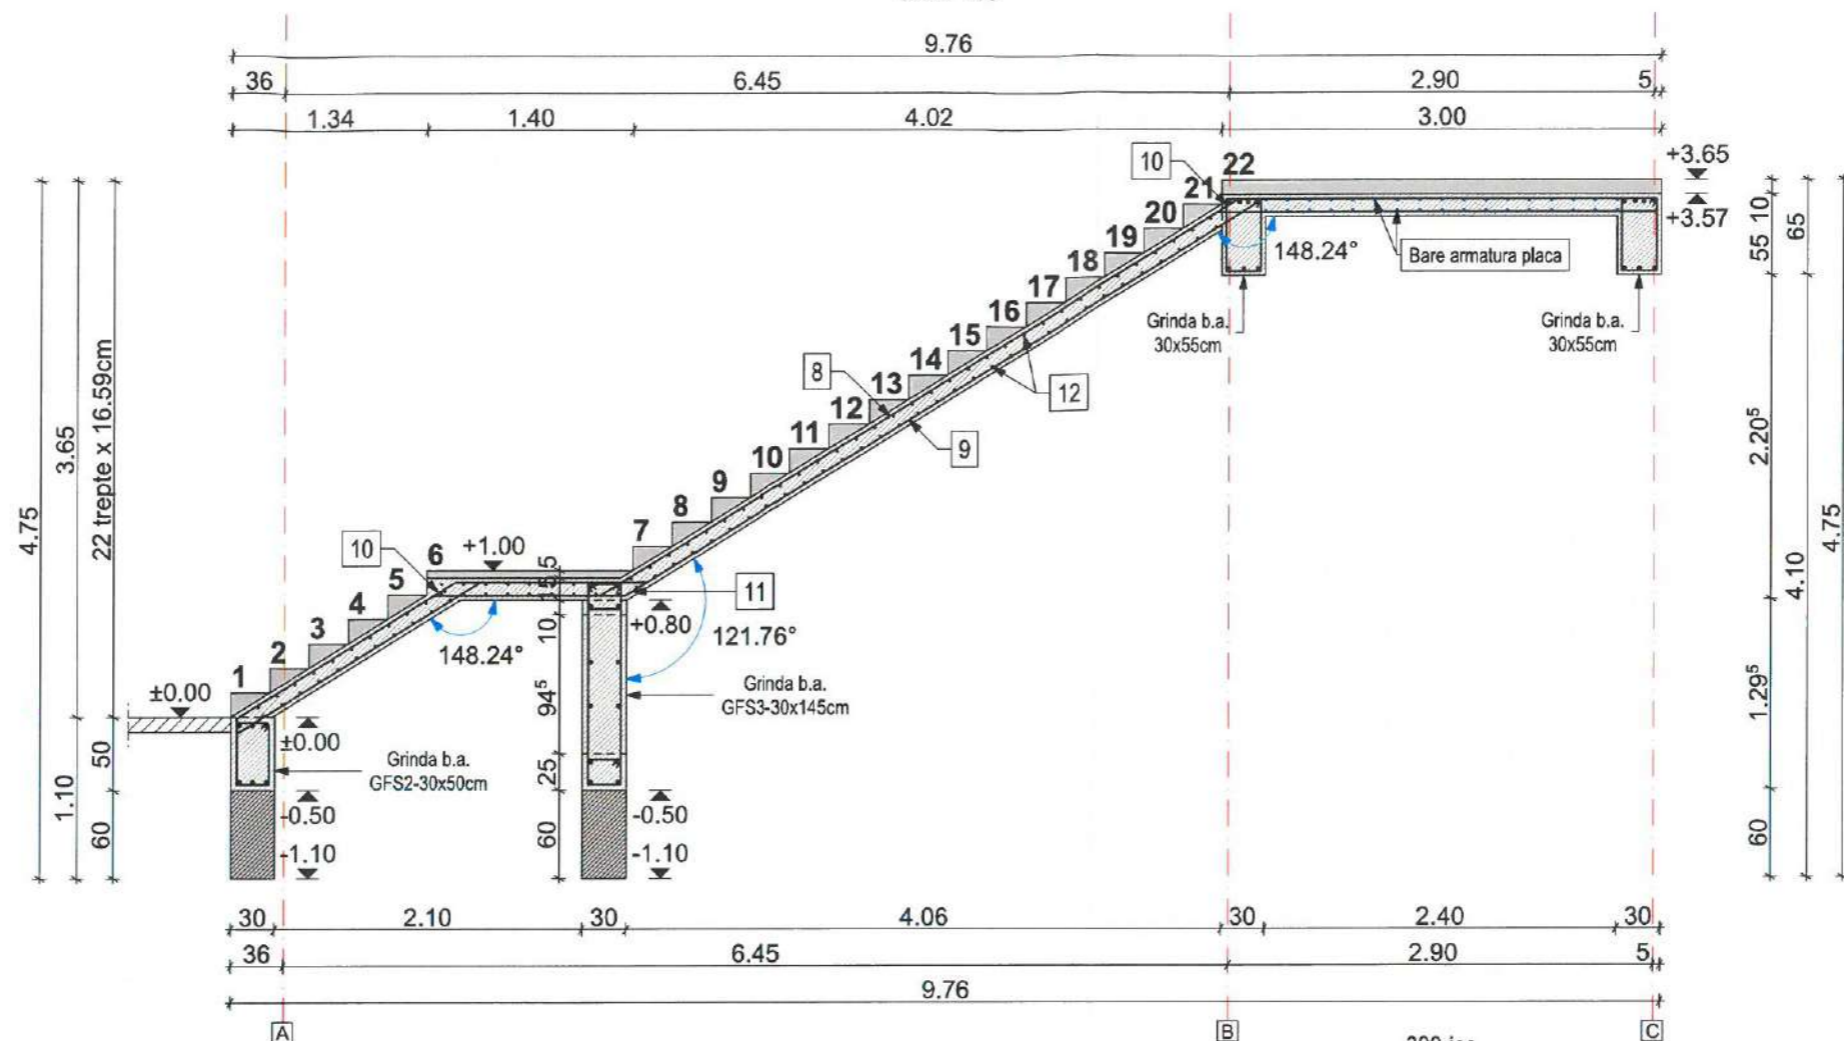 9.76
36 6.45 2.90 5
1.34 1.40 4.02 3.00
10 22 +3.65
21
20 +3.57
19 148.24° Bare armatura placa
18
17
16 Grinda b.a. 30x55cm
Grinda b.a. 30x55cm
15
14
8 13 12
12
11 9
10
9
8
7
10 6 +1.00
5 11
4 +0.80
3 148.24° 121.76°
2
1
±0.00
±0.00
Grinda b.a.
GFS2-30x50cm
Grinda b.a.
GFS3-30x145cm
-0.50 -0.50
-1.10 -1.10
4.75
3.65 1.10
22 trepte x 16.59cm 50 60
5 5 10 94⁵ 25 60
10 55 2.20⁵ 1.29⁵ 60
65 4.10
4.75
30 2.10 30 4.06 30 2.40 30
36 6.45 2.90 5
9.76
A B C